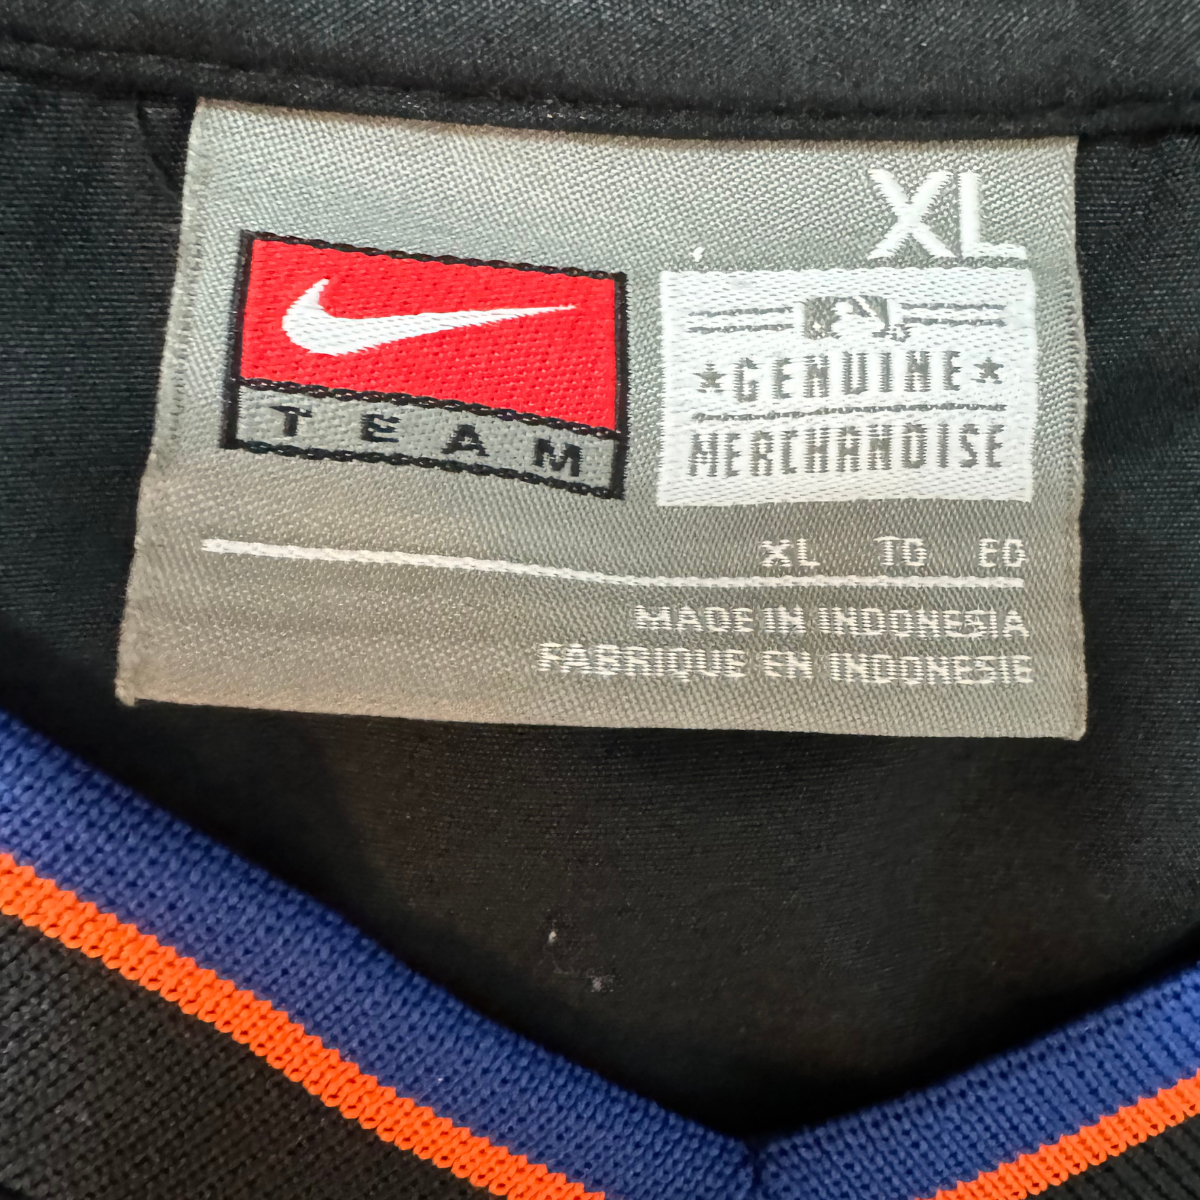 XL
TEAM
GENUINE
MERCHANDISE
XL TG EG
MADE IN INDONESIA
FABRIQUE EN INDONESIE